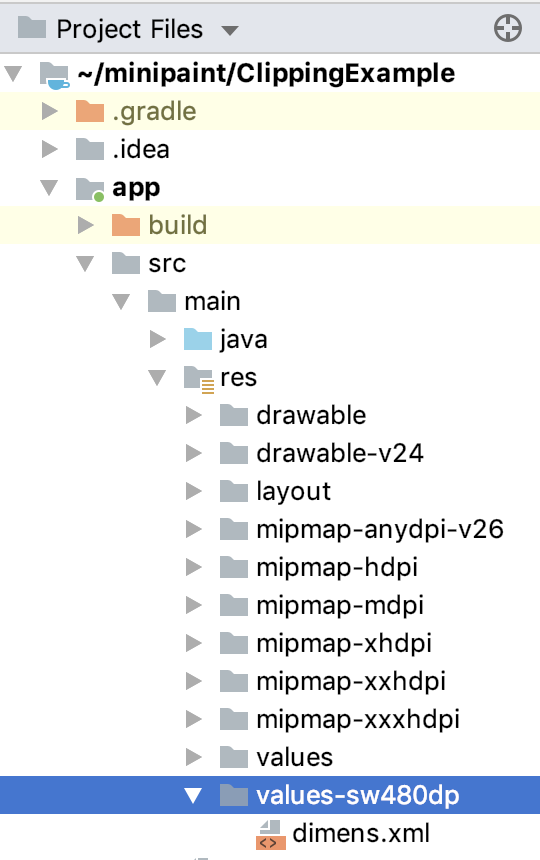 Project Files
~/minipaint/ClippingExample
.gradle
.idea
app
build
src
main
java
res
drawable
drawable-v24
layout
mipmap-anydpi-v26
mipmap-hdpi
mipmap-mdpi
mipmap-xhdpi
mipmap-xxhdpi
mipmap-xxxhdpi
values
values-sw480dp
dimens.xml